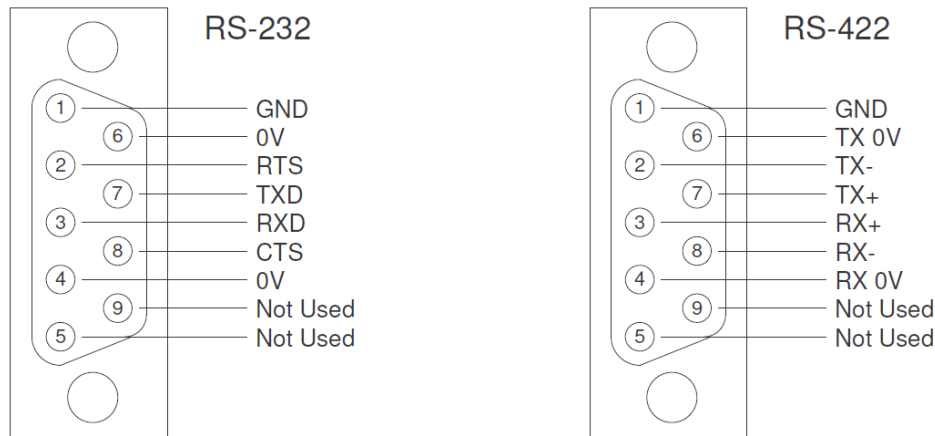 RS-232
1 GND
6 0V
2 RTS
7 TXD
3 RXD
8 CTS
4 0V
9 Not Used
5 Not Used
RS-422
1 GND
6 TX 0V
2 TX-
7 TX+
3 RX+
8 RX-
4 RX 0V
9 Not Used
5 Not Used